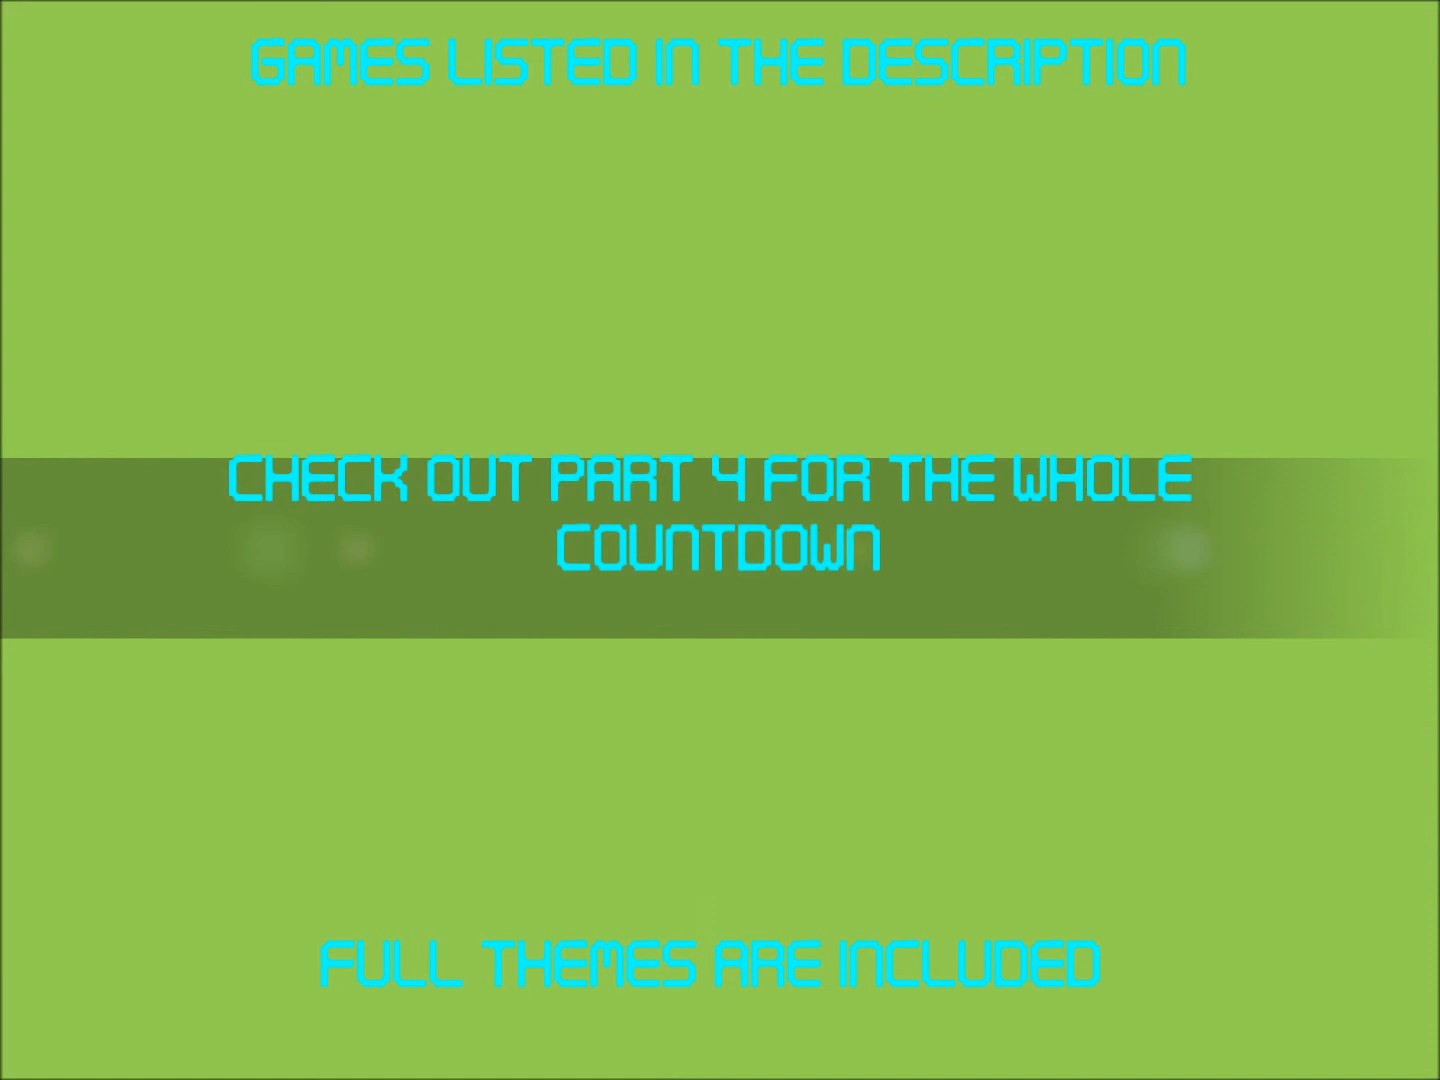 GAMES LISTED IN THE DESCRIPTION
CHECK OUT PART 4 FOR THE WHOLE
COUNTDOWN
FULL THEMES ARE INCLUDED